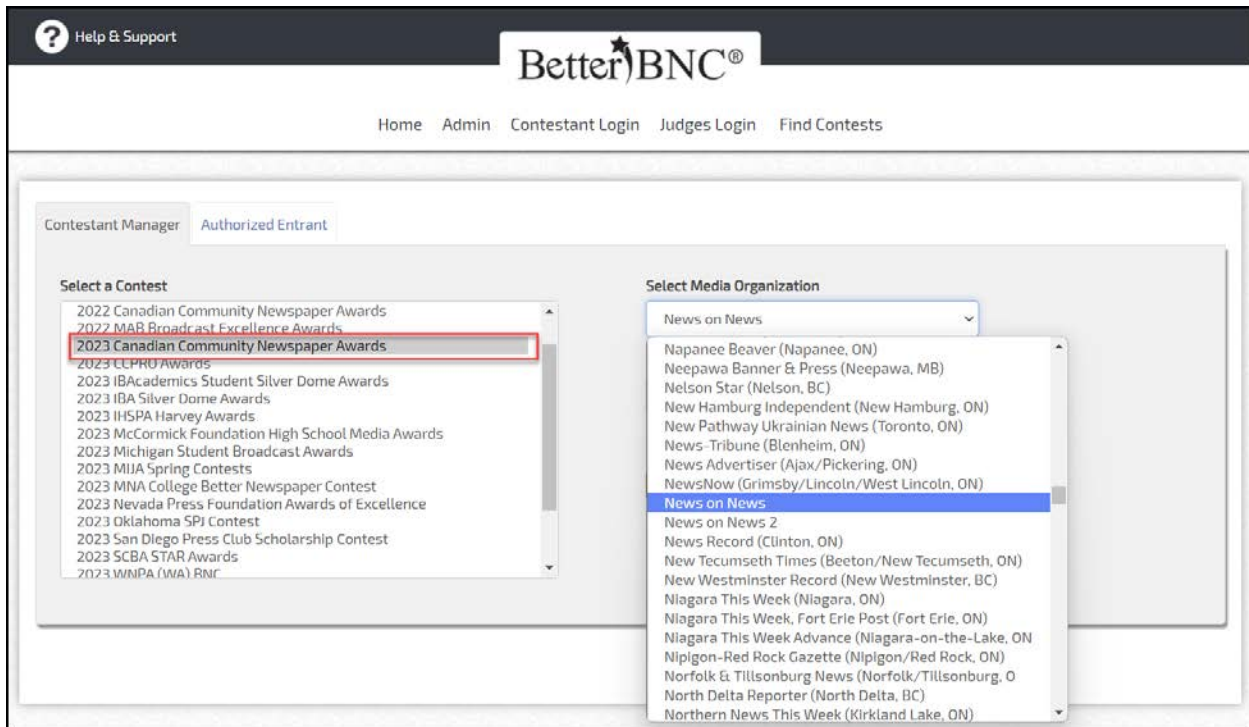 Help & Support
Better BNC®
Home Admin Contestant Login Judges Login Find Contests
Contestant Manager Authorized Entrant
Select a Contest
2022 Canadian Community Newspaper Awards
2022 MAB Broadcast Excellence Awards
2023 Canadian Community Newspaper Awards
2023 CCPRO Awards
2023 IBAcademics Student Silver Dome Awards
2023 IBA Silver Dome Awards
2023 IHSPA Harvey Awards
2023 McCormick Foundation High School Media Awards
2023 Michigan Student Broadcast Awards
2023 MIJA Spring Contests
2023 MNA College Better Newspaper Contest
2023 Nevada Press Foundation Awards of Excellence
2023 Oklahoma SPJ Contest
2023 San Diego Press Club Scholarship Contest
2023 SCBA STAR Awards
2023 WNPA (WA) BNC
Select Media Organization
News on News
Napanee Beaver (Napanee, ON)
Neepawa Banner & Press (Neepawa, MB)
Nelson Star (Nelson, BC)
New Hamburg Independent (New Hamburg, ON)
New Pathway Ukrainian News (Toronto, ON)
News-Tribune (Blenheim, ON)
News Advertiser (Ajax/Pickering, ON)
NewsNow (Grimsby/Lincoln/West Lincoln, ON)
News on News
News on News 2
News Record (Clinton, ON)
New Tecumseth Times (Beeton/New Tecumseth, ON)
New Westminster Record (New Westminster, BC)
Niagara This Week (Niagara, ON)
Niagara This Week, Fort Erie Post (Fort Erie, ON)
Niagara This Week Advance (Niagara-on-the-Lake, ON
Nipigon-Red Rock Gazette (Nipigon/Red Rock, ON)
Norfolk & Tillsonburg News (Norfolk/Tillsonburg, O
North Delta Reporter (North Delta, BC)
Northern News This Week (Kirkland Lake, ON)